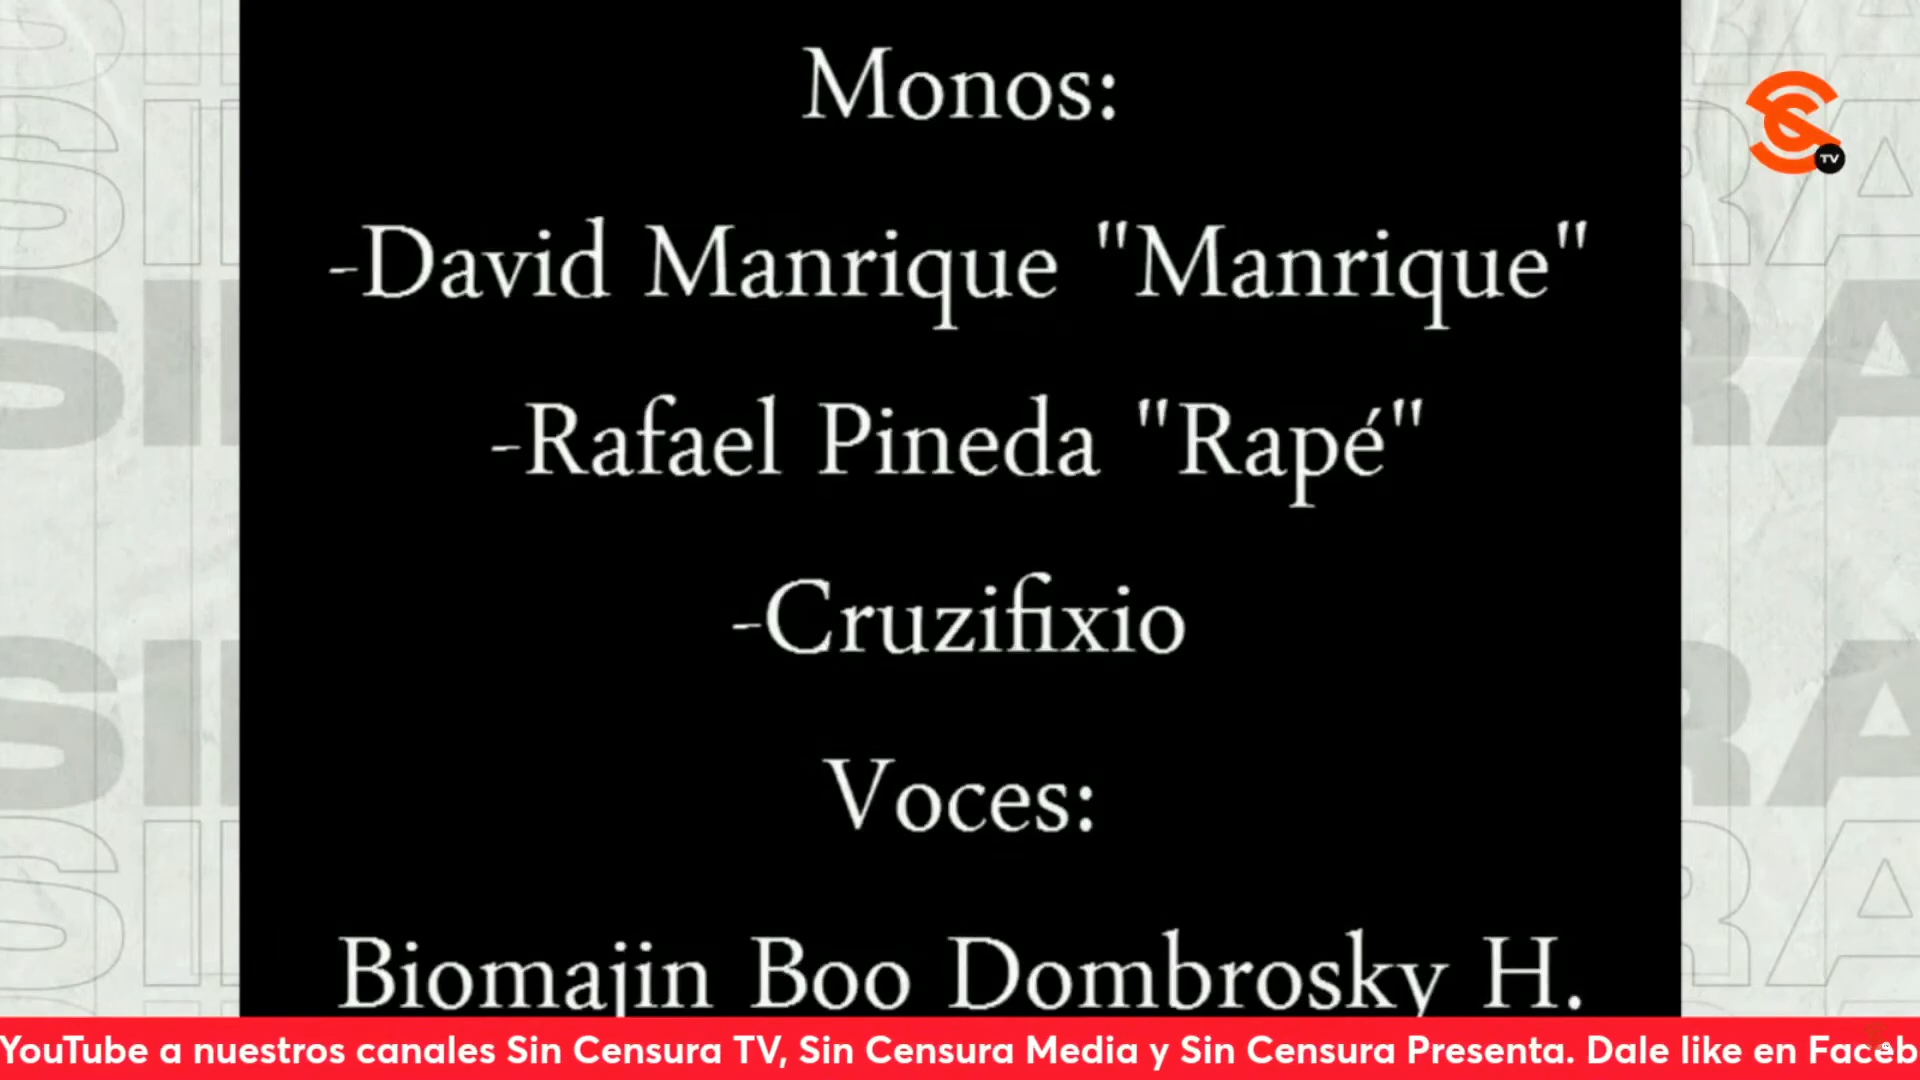 Monos:
TV
-David Manrique "Manrique"
-Rafael Pineda "Rapé"
-Cruzifixio
Voces:
Biomajin Boo Dombrosky H.
YouTube a nuestros canales Sin Censura TV, Sin Censura Media y Sin Censura Presenta. Dale like en Faceb